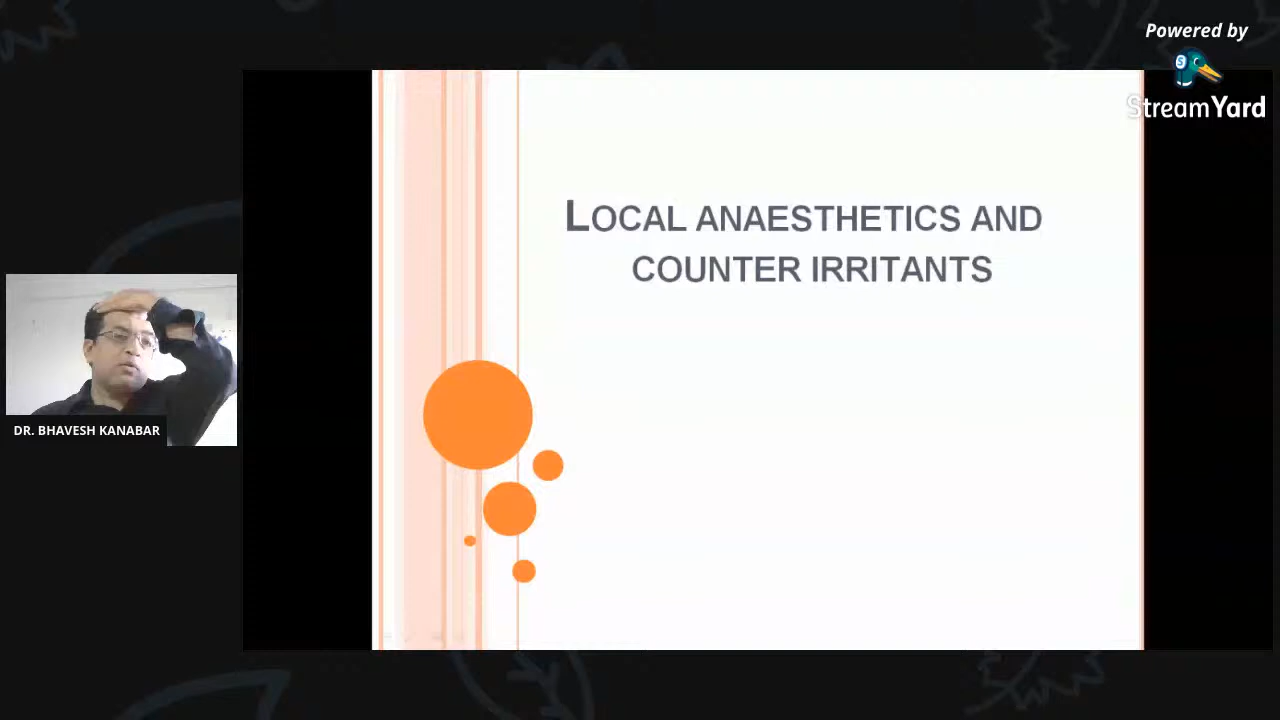 Powered by
StreamYard
LOCAL ANAESTHETICS AND
COUNTER IRRITANTS
DR. BHAVESH KANABAR